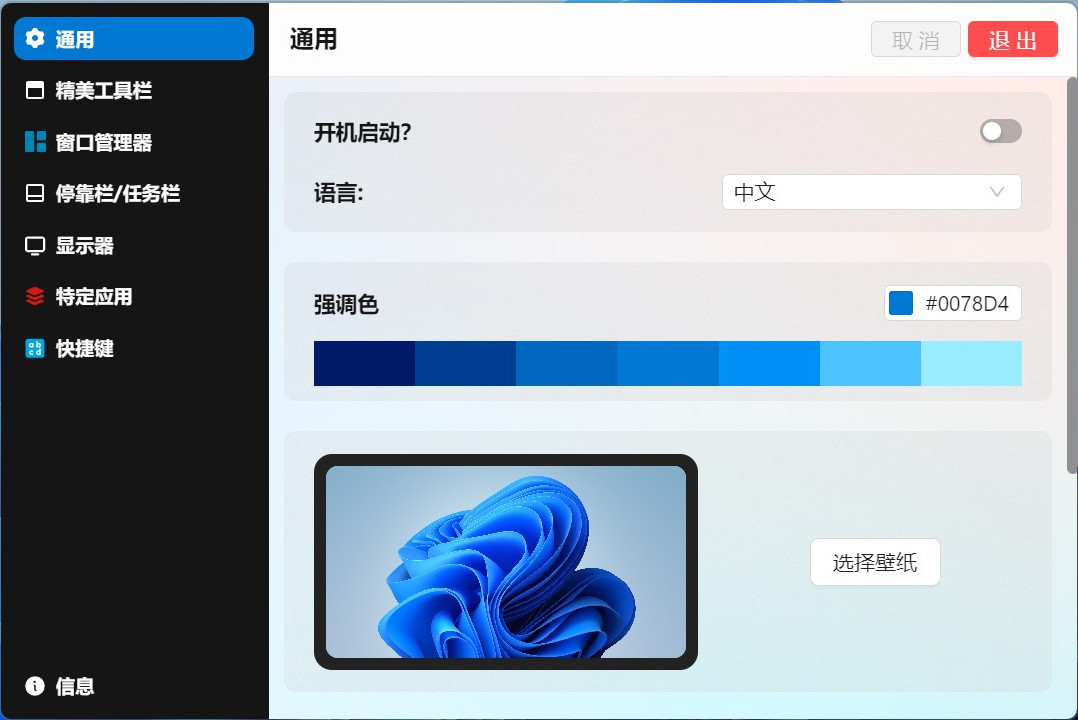 通用
精美工具栏
窗口管理器
停靠栏/任务栏
显示器
特定应用
ab
cd
快捷键
信息
通用
取 消
退 出
开机启动?
语言:
中文
强调色
#0078D4
选择壁纸